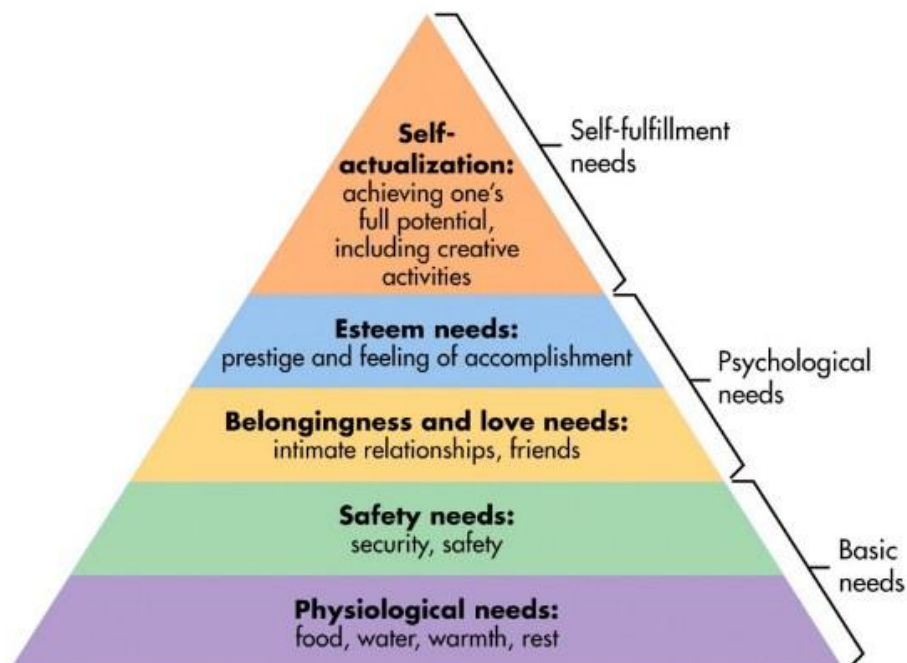 Self-
actualization:
achieving one's
full potential,
including creative
activities
Self-fulfillment
needs
Esteem needs:
prestige and feeling of accomplishment
Belongingness and love needs:
intimate relationships, friends
Psychological
needs
Safety needs:
security, safety
Physiological needs:
food, water, warmth, rest
Basic
needs